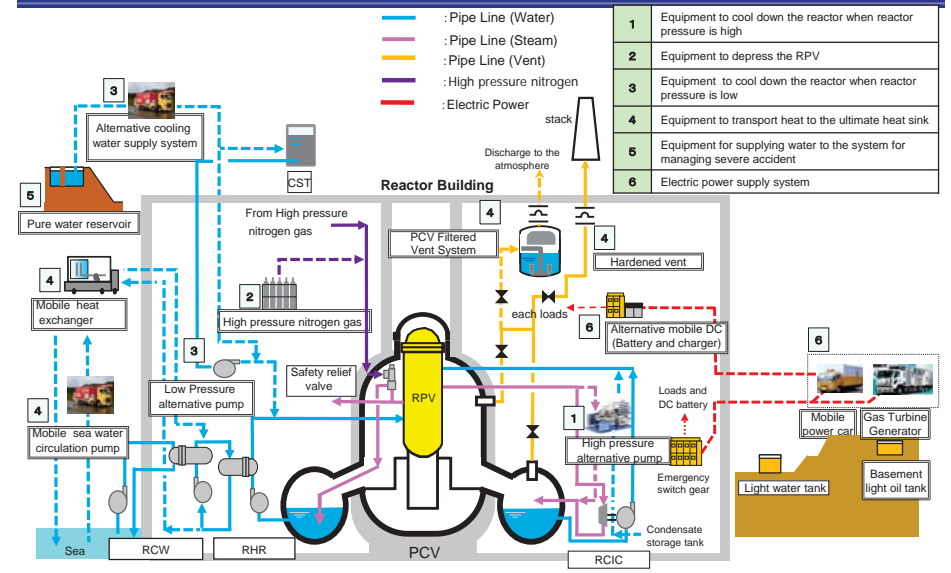 : Pipe Line (Water)
: Pipe Line (Steam)
: Pipe Line (Vent)
: High pressure nitrogen
: Electric Power
1
Equipment to cool down the reactor when reactor
pressure is high
2
Equipment to depress the RPV
3
Equipment to cool down the reactor when reactor
pressure is low
4
Equipment to transport heat to the ultimate heat sink
5
Equipment for supplying water to the system for
managing severe accident
6
Electric power supply system
3
Alternative cooling
water supply system
CST
stack
Discharge to the
atmosphere
Reactor Building
5
Pure water reservoir
From High pressure
nitrogen gas
4
PCV Filtered
Vent System
4
Hardened vent
4
Mobile heat
exchanger
2
High pressure nitrogen gas
each loads
6
Alternative mobile DC
(Battery and charger)
6
3
Safety relief
valve
RPV
Low Pressure
alternative pump
Loads and
DC battery
4
Mobile sea water
circulation pump
1
High pressure
alternative pump
Mobile
power car
Gas Turbine
Generator
Emergency
switch gear
Light water tank
Basement
light oil tank
Condensate
storage tank
Sea
RCW
RHR
PCV
RCIC